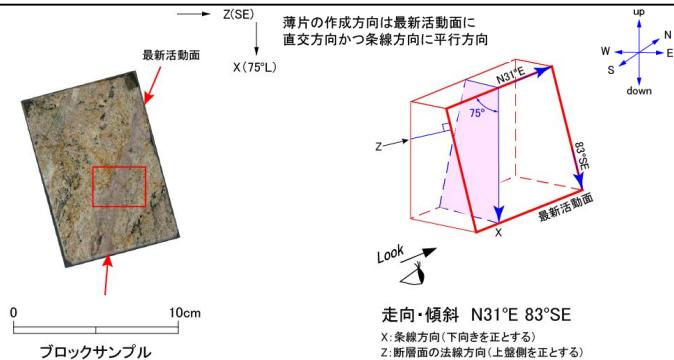 Z(SE)
X(75°L)
薄片の作成方向は最新活動面に
直交方向かつ条線方向に平行方向
最新活動面
0 10cm
ブロックサンプル
up
N
W E
S
down
N31°E
75°
Z
83°SE
最新活動面
X
Look
走向・傾斜 N31°E 83°SE
X:条線方向(下向きを正とする)
Z:断層面の法線方向(上盤側を正とする)